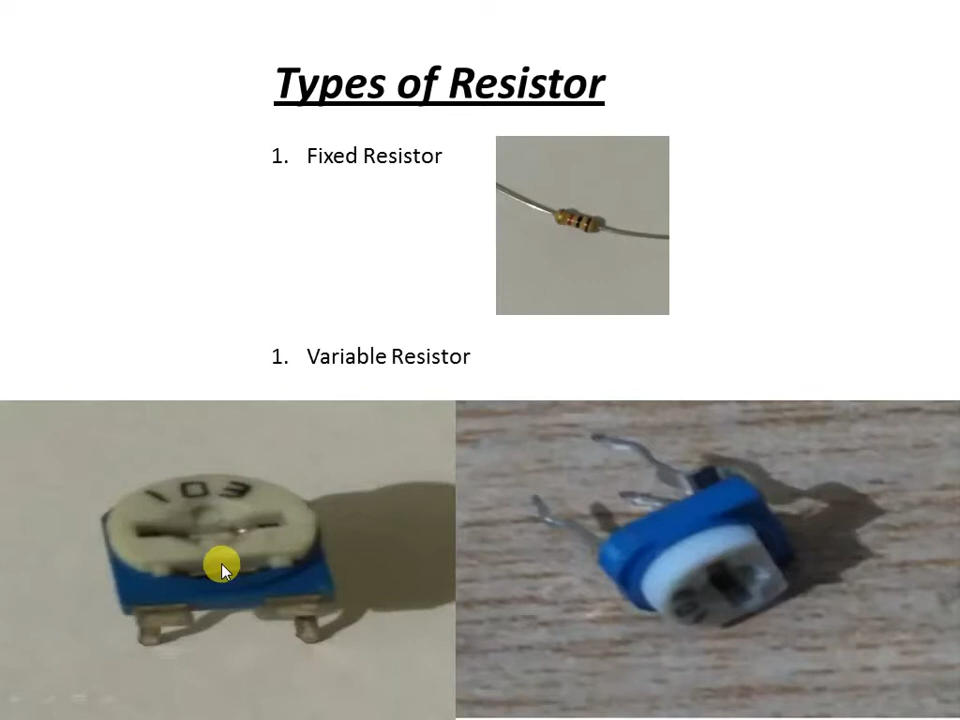 Types of Resistor
1. Fixed Resistor
1. Variable Resistor
103